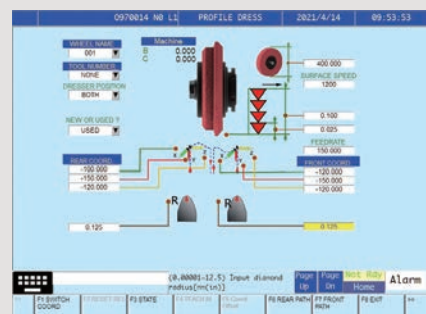 O970014 N0 L1 PROFILE DRESS 2021/4/14 09:53:53
WHEEL NAME
001
TOOL NUMBER
NONE
DRESSER POSITION
BOTH
NEW OR USED ?
USED
Machine
B 0.000
C 0.000
400.000
SURFACE SPEED
1200
0.100
0.025
FEEDRATE
150.000
REAR COORD
-100.000
-150.000
-120.000
FRONT COORD
-120.000
-150.000
-120.000
R R
0.125
0.125
(0.00001-12.5) Input diamond
radius[mm(in)]
Page
Up
Page
Dn
Not Rdy
Home
Alarm
F1 SWITCH
COORD
F3 STATE
F6 REAR PATH
F7 FRONT
PATH
F8 EXIT